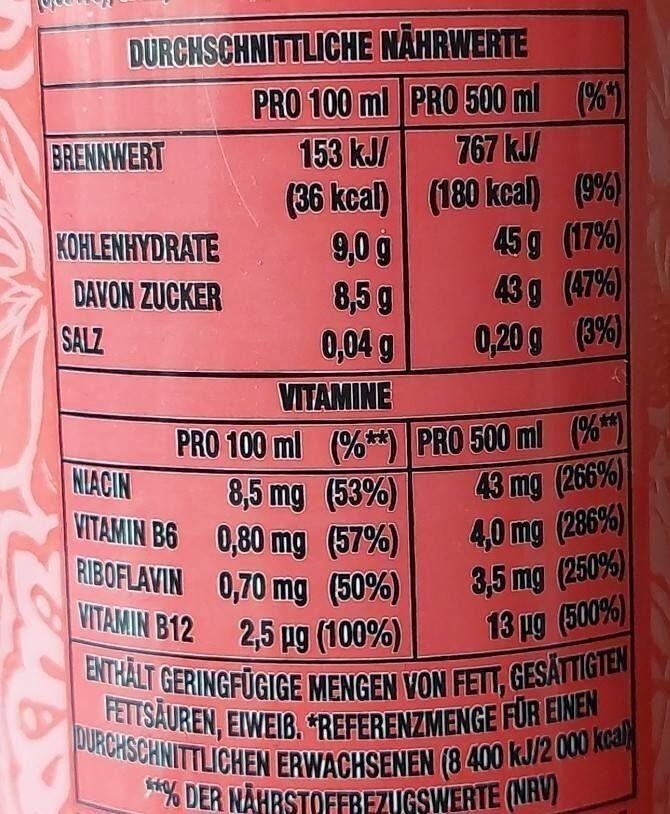 DURCHSCHNITTLICHE NÄHRWERTE
PRO 100 ml PRO 500 ml (%*)
BRENNWERT 153 kJ/ 767 kJ/
(36 kcal) (180 kcal) (9%)
KOHLENHYDRATE 9,0 g 45 g (17%)
DAVON ZUCKER 8,5 g 43 g (47%)
SALZ 0,04 g 0,20 g (3%)
VITAMINE
PRO 100 ml (%**) PRO 500 ml (%**)
NIACIN 8,5 mg (53%) 43 mg (266%)
VITAMIN B6 0,80 mg (57%) 4,0 mg (286%)
RIBOFLAVIN 0,70 mg (50%) 3,5 mg (250%)
VITAMIN B12 2,5 µg (100%) 13 µg (500%)
ENTHÄLT GERINGFÜGIGE MENGEN VON FETT, GESÄTTIGTEN
FETTSÄUREN, EIWEIß. *REFERENZMENGE FÜR EINEN
DURCHSCHNITTLICHEN ERWACHSENEN (8 400 kJ/2 000 kcal)
**% DER NÄHRSTOFFBEZUGSWERTE (NRV)